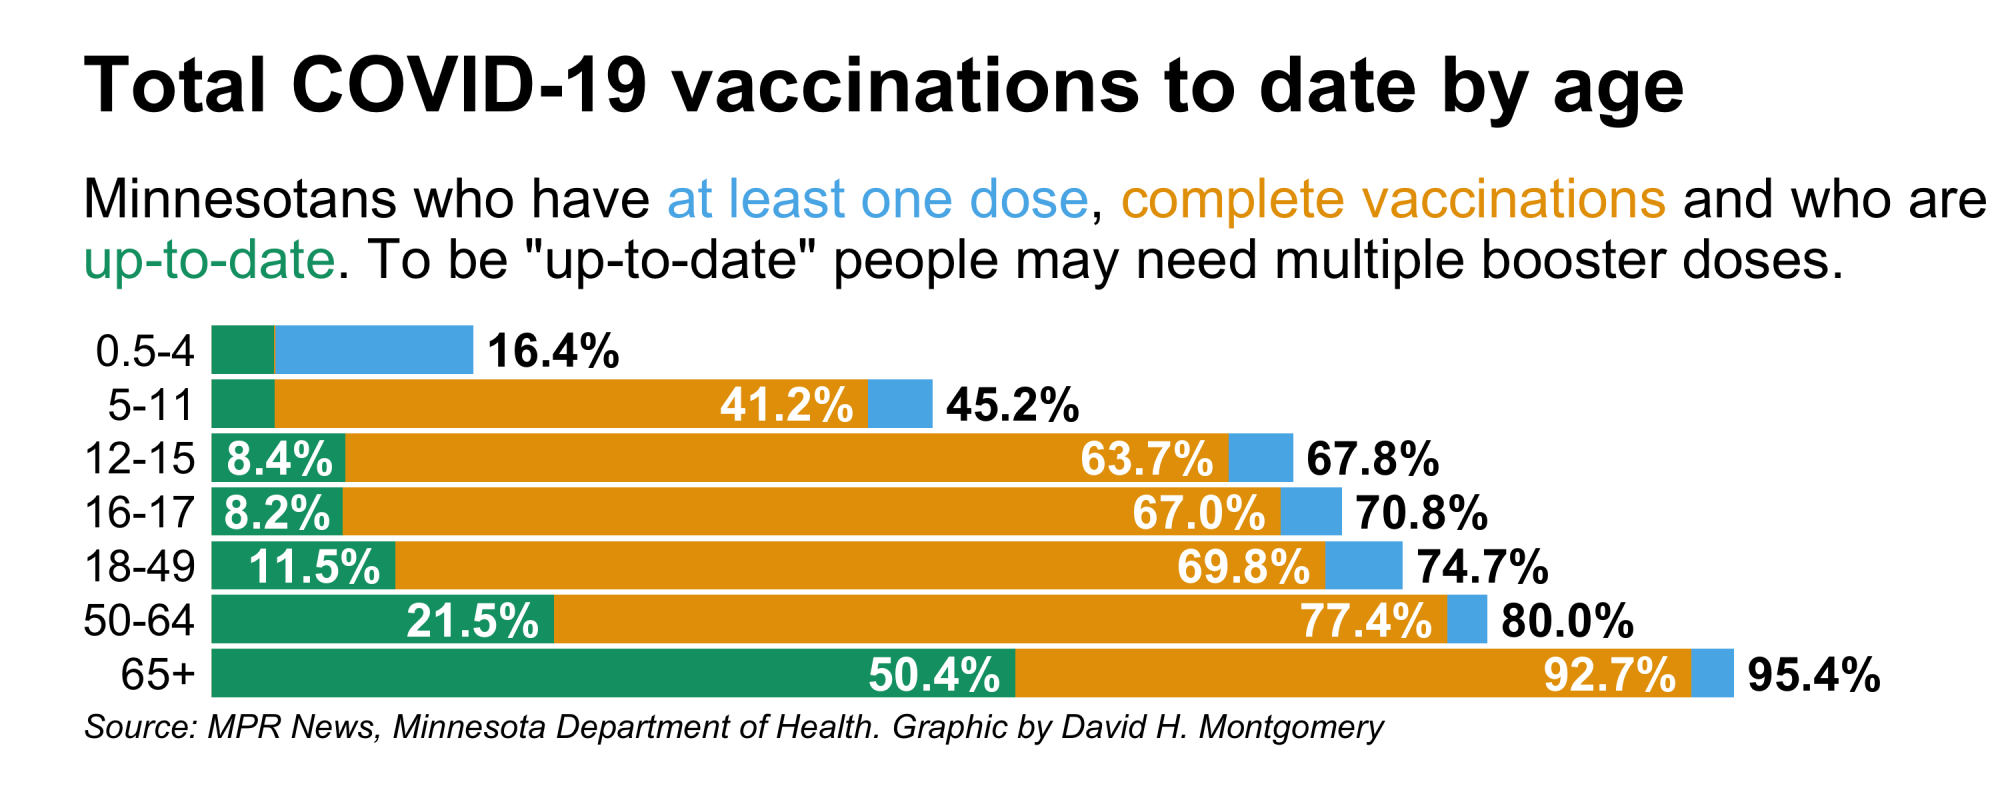 Total COVID-19 vaccinations to date by age
Minnesotans who have at least one dose, complete vaccinations and who are
up-to-date. To be "up-to-date" people may need multiple booster doses.
0.5-4 16.4%
5-11 41.2% 45.2%
12-15 8.4% 63.7% 67.8%
16-17 8.2% 67.0% 70.8%
18-49 11.5% 69.8% 74.7%
50-64 21.5% 77.4% 80.0%
65+ 50.4% 92.7% 95.4%
Source: MPR News, Minnesota Department of Health. Graphic by David H. Montgomery